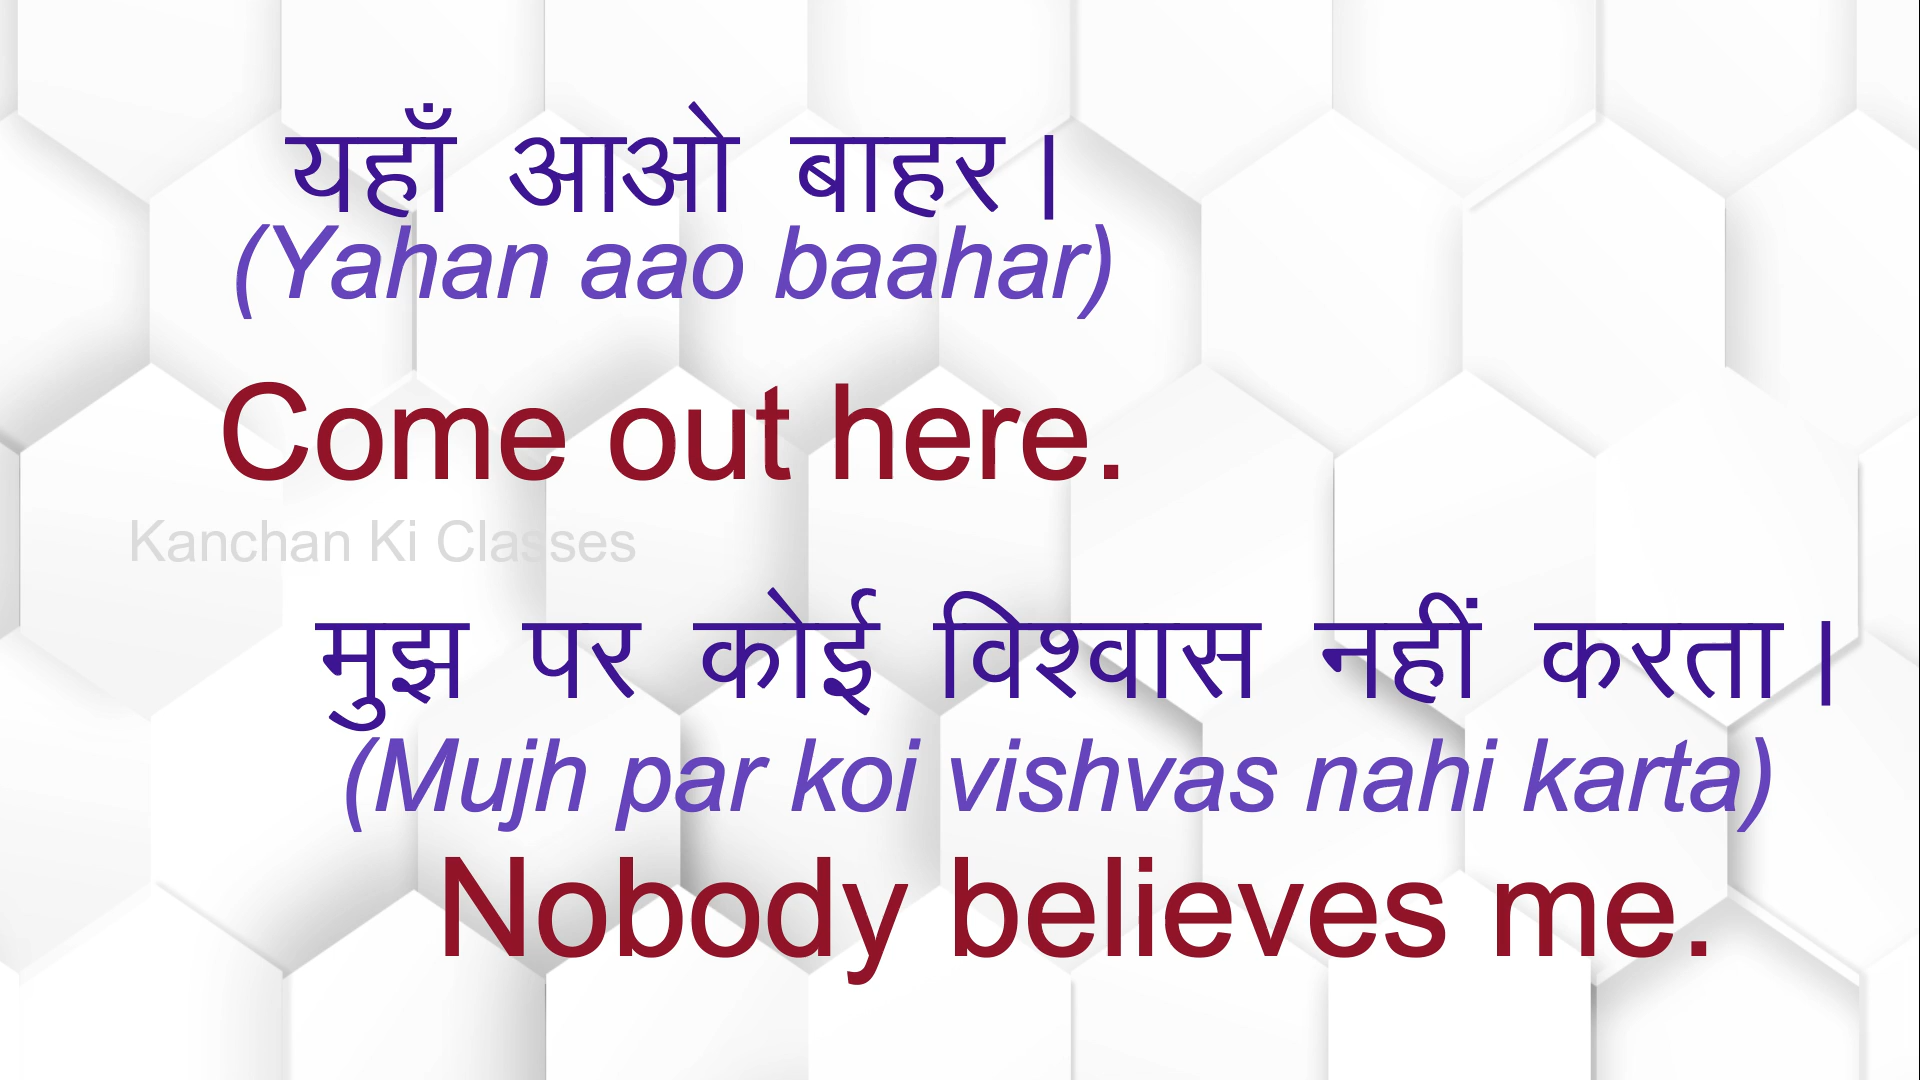 यहाँ आओ बाहर।
(Yahan aao baahar)
Come out here.
Kanchan Ki Classes
मुझ पर कोई विश्वास नहीं करता।
(Mujh par koi vishvas nahi karta)
Nobody believes me.